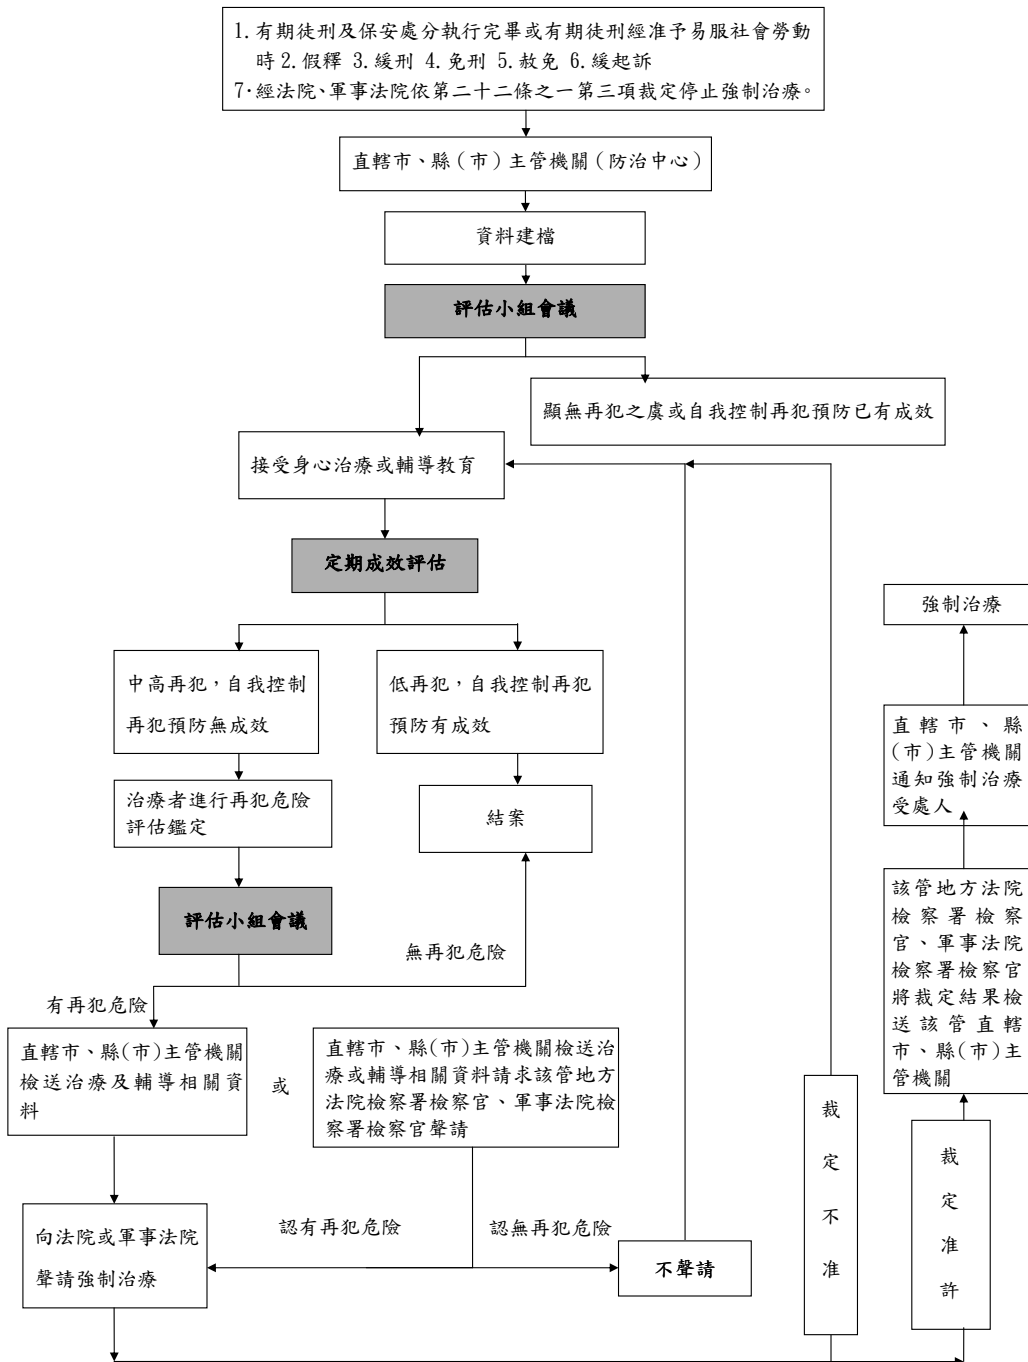 1.有期徒刑及保安處分執行完畢或有期徒刑經准予易服社會勞動
時 2.假釋 3.緩刑 4.免刑 5.赦免 6.緩起訴
7.經法院、軍事法院依第二十二條之一第三項裁定停止強制治療。
直轄市、縣（市）主管機關（防治中心）
資料建檔
評估小組會議
顯無再犯之虞或自我控制再犯預防已有成效
接受身心治療或輔導教育
定期成效評估
中高再犯，自我控制
再犯預防無成效
低再犯，自我控制再犯
預防有成效
治療者進行再犯危險
評估鑑定
結案
評估小組會議
無再犯危險
有再犯危險
直轄市、縣(市)主管機關
檢送治療及輔導相關資
料
或
直轄市、縣(市)主管機關檢送治
療或輔導相關資料請求該管地方
法院檢察署檢察官、軍事法院檢
察署檢察官聲請
認有再犯危險
認無再犯危險
向法院或軍事法院
聲請強制治療
不聲請
裁定不准
裁定准許
該管地方法院
檢察署檢察
官、軍事法院
檢察署檢察官
將裁定結果檢
送該管直轄
市、縣(市)主
管機關
直轄市、縣
(市)主管機關
通知強制治療
受處人
強制治療